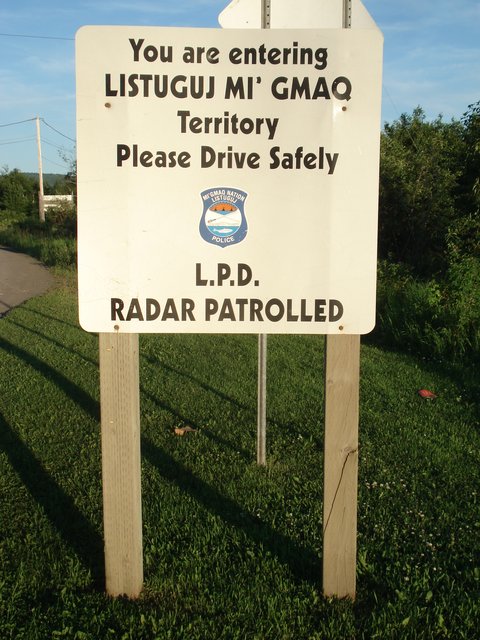 You are entering
LISTUGUJ MI' GMAQ
Territory
Please Drive Safely
MI'GMAQ NATION
LISTUGUJ
POLICE
L.P.D.
RADAR PATROLLED